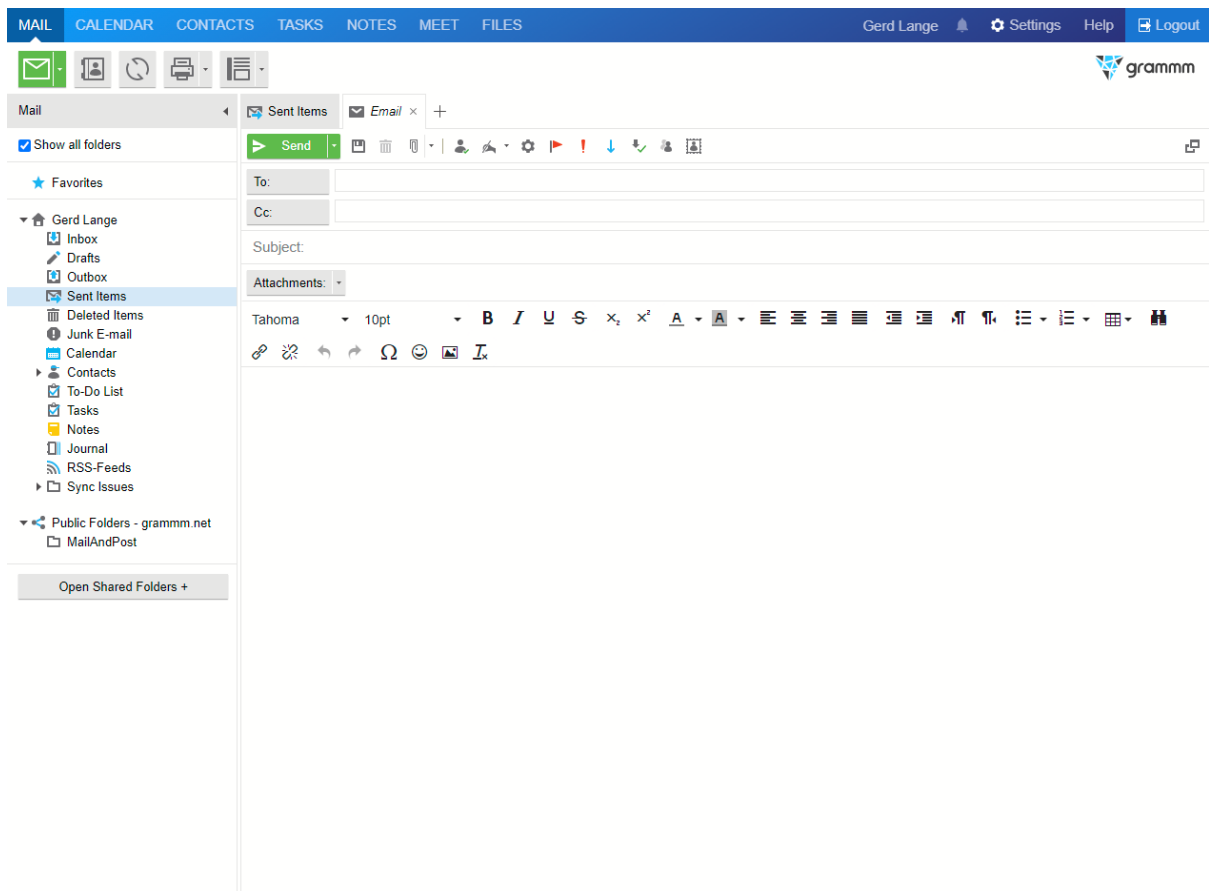 MAIL CALENDAR CONTACTS TASKS NOTES MEET FILES Gerd Lange Settings Help Logout
grammm
Mail Sent Items Email × +
Show all folders Send
Favorites To:
Cc:
Gerd Lange
Inbox Subject:
Drafts
Outbox Attachments:
Sent Items
Deleted Items Tahoma 10pt B I U S X₂ X² A A
Junk E-mail
Calendar Ω Ix
Contacts
To-Do List
Tasks
Notes
Journal
RSS-Feeds
Sync Issues
Public Folders - grammm.net
MailAndPost
Open Shared Folders +